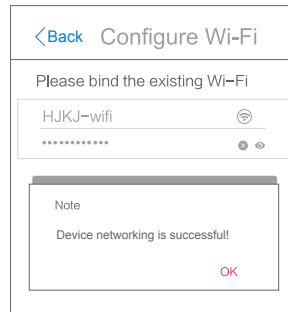 Back Configure Wi-Fi
Please bind the existing Wi-Fi
HJKJ-wifi
••••••••••••
Note
Device networking is successful!
OK